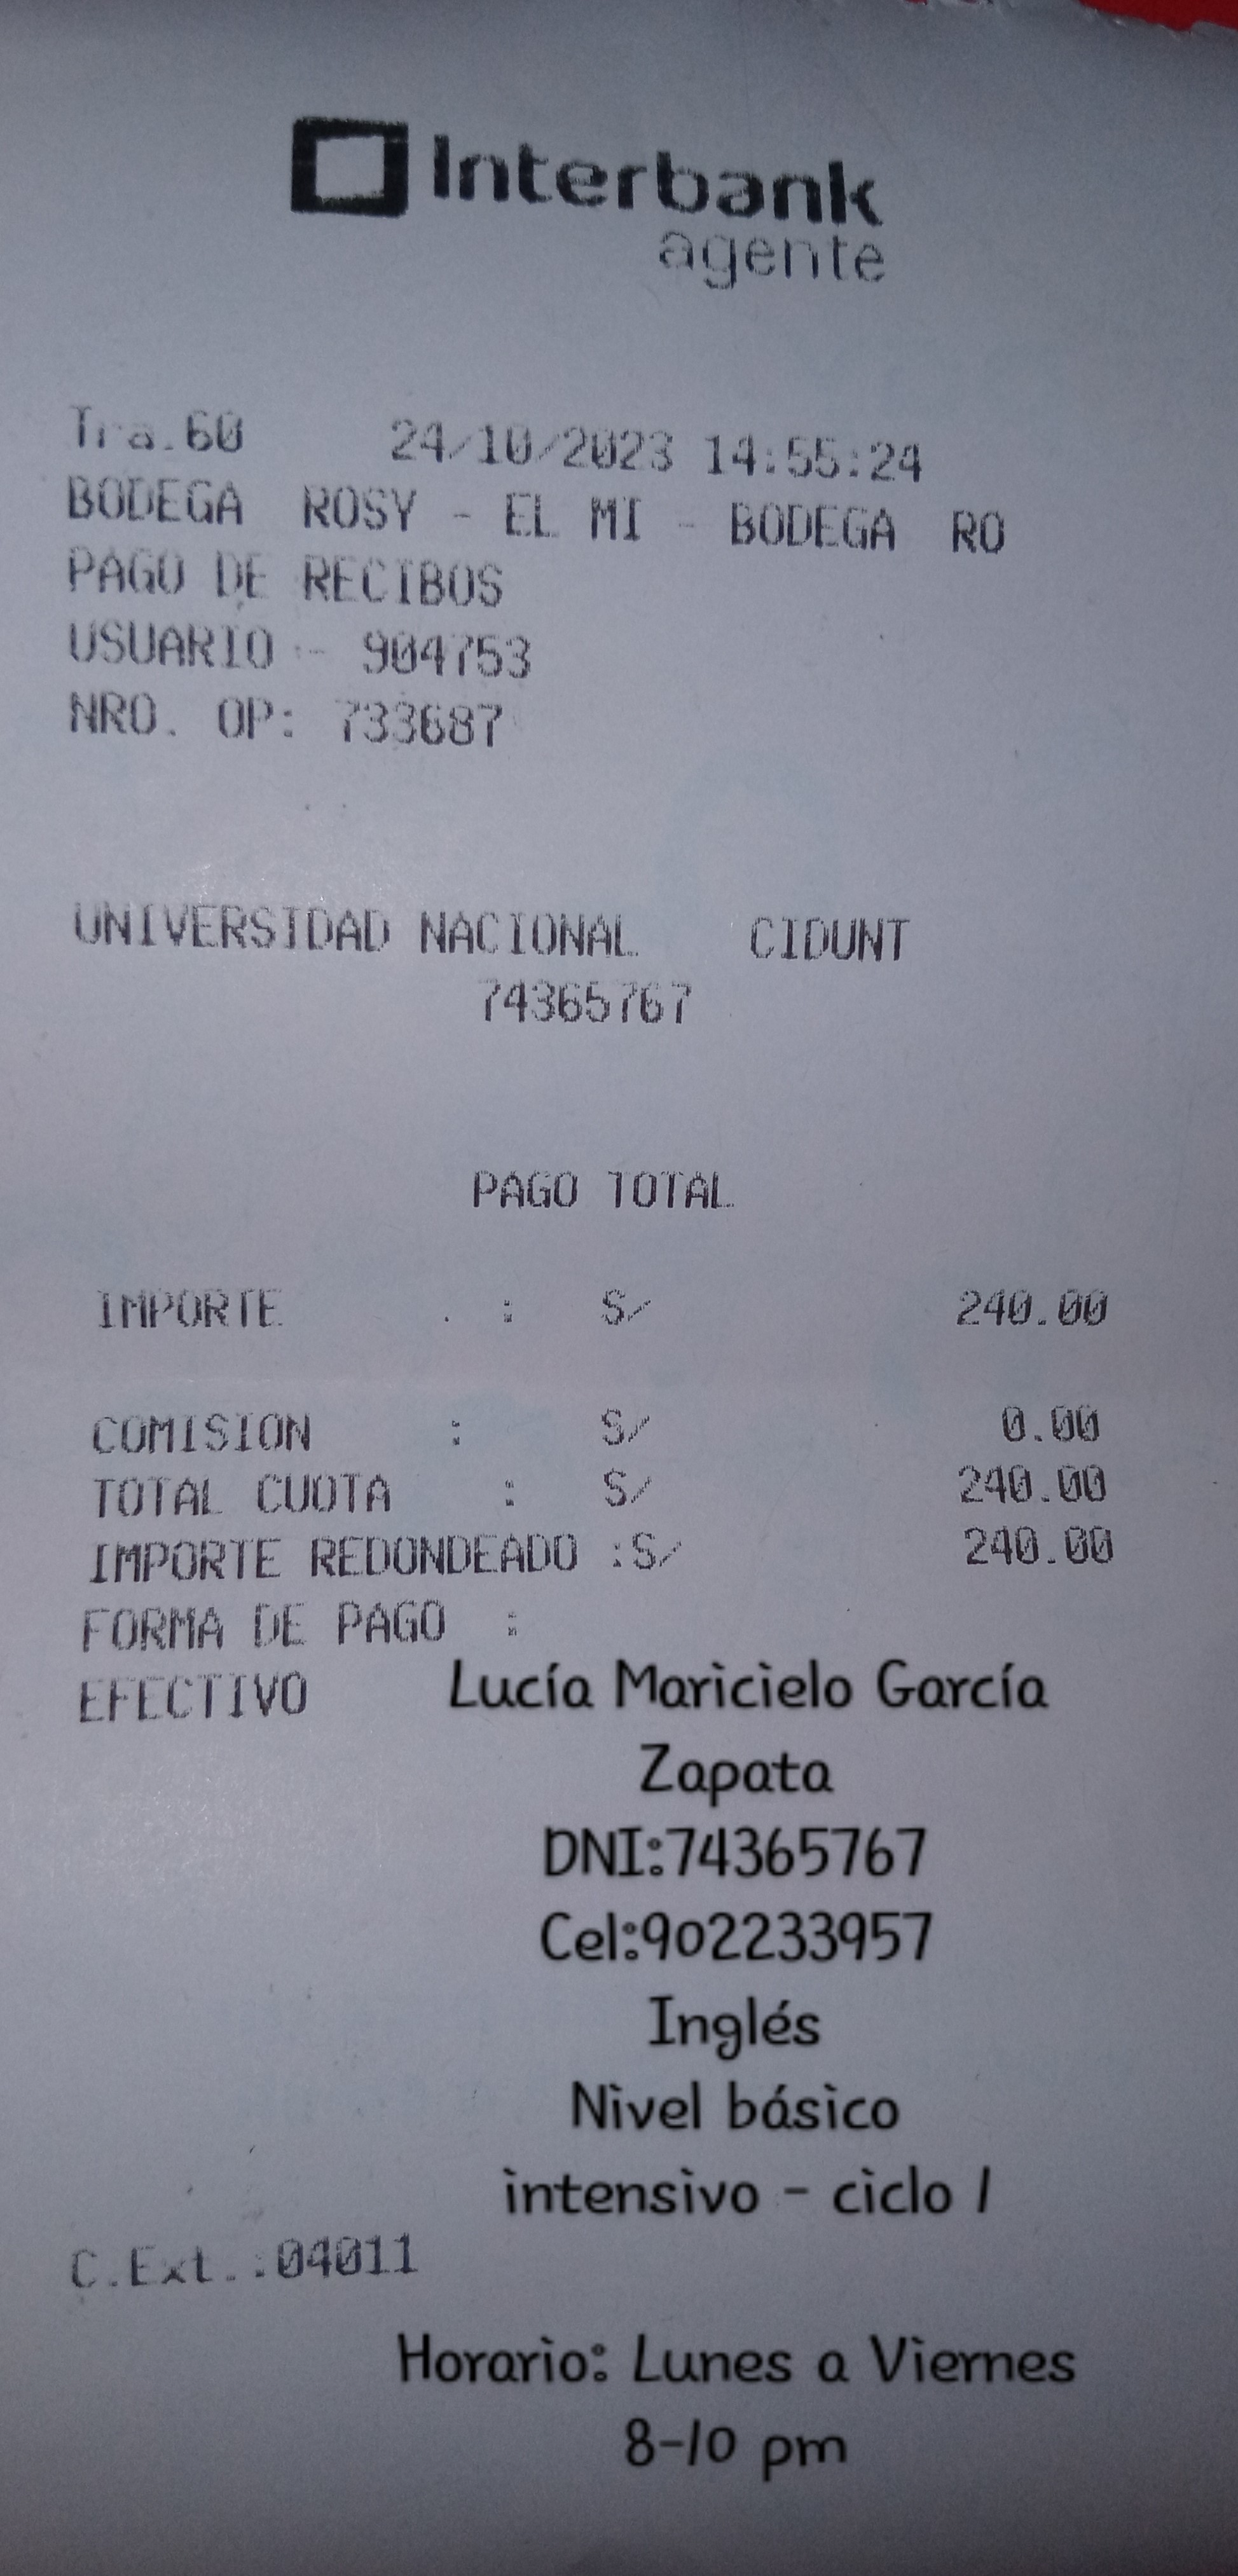 Interbank
agente
Tra.60 24/10/2023 14:55:24
BODEGA ROSY - EL MI - BODEGA RO
PAGO DE RECIBOS
USUARIO :- 904753
NRO. OP: 733687
UNIVERSIDAD NACIONAL CIDUNT
74365767
PAGO TOTAL
IMPORTE : S/ 240.00
COMISION : S/ 0.00
TOTAL CUOTA : S/ 240.00
IMPORTE REDONDEADO :S/ 240.00
FORMA DE PAGO :
EFECTIVO
Lucía Maricielo García
Zapata
DNI:74365767
Cel:902233957
Inglés
Nivel básico
intensivo - ciclo 1
C.Ext.:04011
Horario: Lunes a Viernes
8-10 pm